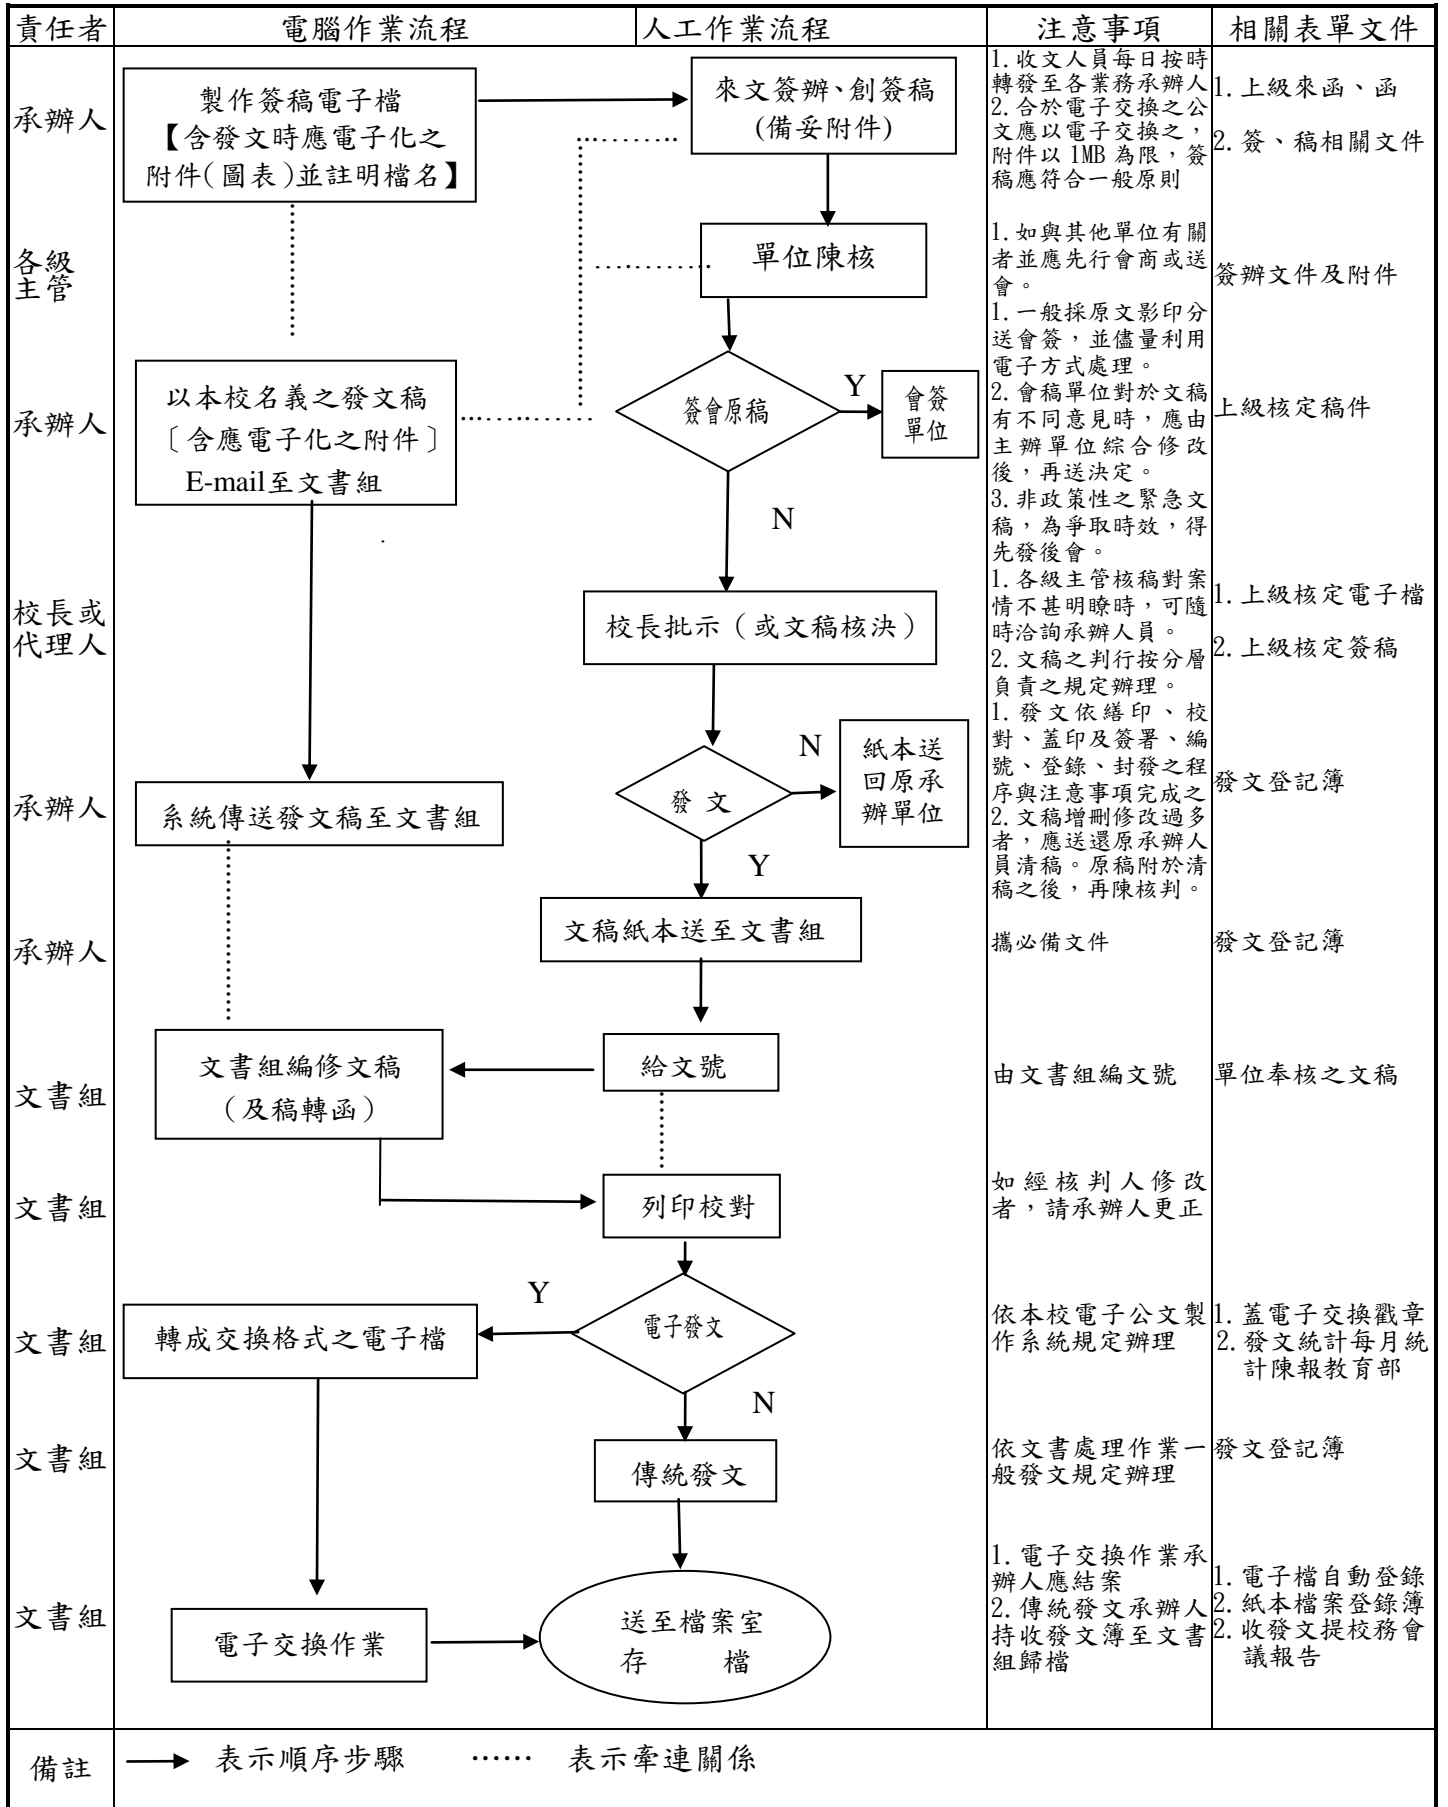 責任者
電腦作業流程
人工作業流程
注意事項
相關表單文件
承辦人
製作簽稿電子檔
【含發文時應電子化之
附件(圖表)並註明檔名】
來文簽辦、創簽稿
(備妥附件)
1.收文人員每日按時
轉發至各業務承辦人
2.合於電子交換之公
文應以電子交換之，
附件以1MB為限，簽
稿應符合一般原則
1.上級來函、函
2.簽、稿相關文件
各級
主管
單位陳核
1.如與其他單位有關
者並應先行會商或送
會。
簽辦文件及附件
承辦人
以本校名義之發文稿
〔含應電子化之附件〕
E-mail至文書組
簽會原稿
Y
會簽
單位
N
1.一般採原文影印分
送會簽，並儘量利用
電子方式處理。
2.會稿單位對於文稿
有不同意見時，應由
主辦單位綜合修改
後，再送決定。
3.非政策性之緊急文
稿，為爭取時效，得
先發後會。
上級核定稿件
校長或
代理人
校長批示（或文稿核決）
1.各級主管核稿對案
情不甚明瞭時，可隨
時洽詢承辦人員。
2.文稿之判行按分層
負責之規定辦理。
1.上級核定電子檔
2.上級核定簽稿
承辦人
系統傳送發文稿至文書組
發 文
N
紙本送
回原承
辦單位
Y
1.發文依繕印、校
對、蓋印及簽署、編
號、登錄、封發之程
序與注意事項完成之
2.文稿增刪修改過多
者，應送還原承辦人
員清稿。原稿附於清
稿之後，再陳核判。
發文登記簿
承辦人
文稿紙本送至文書組
攜必備文件
發文登記簿
文書組
文書組編修文稿
（及稿轉函）
給文號
由文書組編文號
單位奉核之文稿
文書組
列印校對
如經核判人修改
者，請承辦人更正
文書組
轉成交換格式之電子檔
Y
電子發文
N
依本校電子公文製
作系統規定辦理
1.蓋電子交換戳章
2.發文統計每月統
計陳報教育部
文書組
傳統發文
依文書處理作業一
般發文規定辦理
發文登記簿
文書組
電子交換作業
送至檔案室
存 檔
1.電子交換作業承
辦人應結案
2.傳統發文承辦人
持收發文簿至文書
組歸檔
1.電子檔自動登錄
2.紙本檔案登錄簿
2.收發文提校務會
議報告
備註
表示順序步驟
…… 表示牽連關係